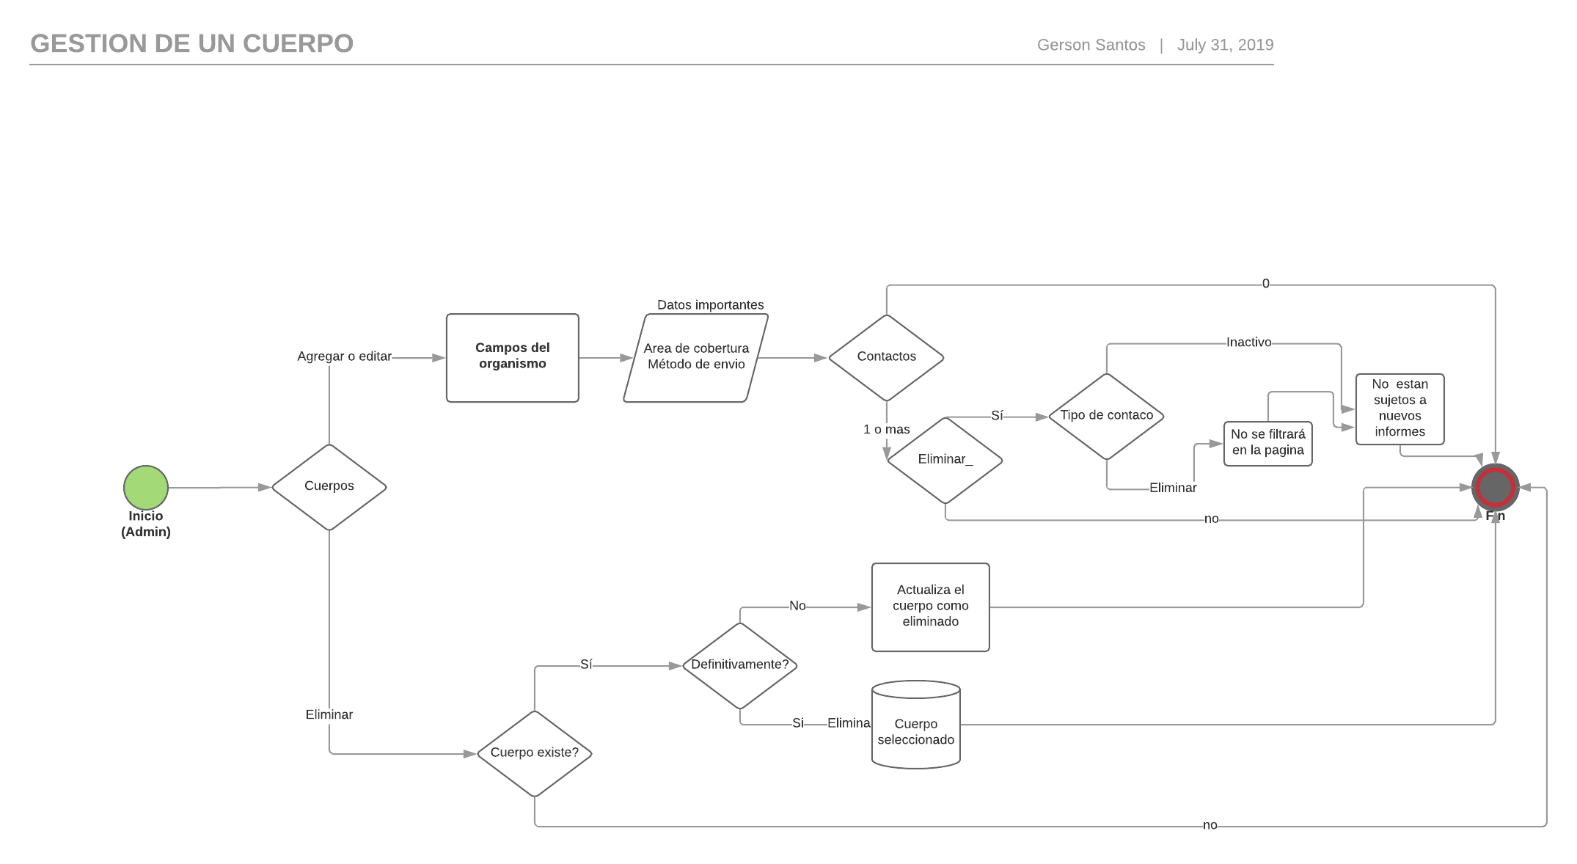 GESTION DE UN CUERPO
Gerson Santos | July 31, 2019
0
Datos importantes
Inactivo
Agregar o editar
Campos del
organismo
Area de cobertura
Método de envio
Contactos
No estan
sujetos a
nuevos
informes
Sí
Tipo de contaco
1 o mas
No se filtrará
en la pagina
Eliminar_
Cuerpos
Eliminar
Inicio
(Admin)
no
Fin
Actualiza el
cuerpo como
eliminado
No
Sí
Definitivamente?
Eliminar
Si
Elimina
Cuerpo
seleccionado
Cuerpo existe?
no